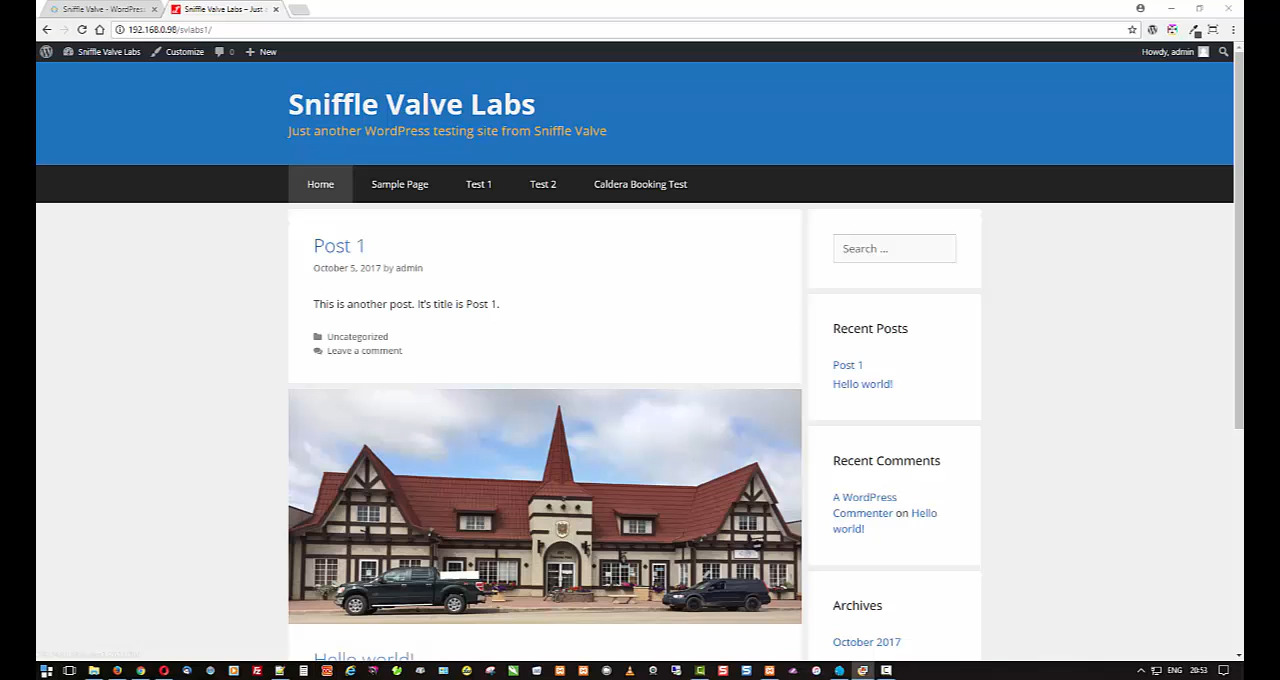 Sniffle Valve - WordPress
Sniffle Valve Labs – Just
192.168.0.98/svlabs1/
Sniffle Valve Labs
Customize
0
New
Howdy, admin
Sniffle Valve Labs
Just another WordPress testing site from Sniffle Valve
Home
Sample Page
Test 1
Test 2
Caldera Booking Test
Post 1
October 5, 2017 by admin
This is another post. It's title is Post 1.
Uncategorized
Leave a comment
Hello world!
Search ...
Recent Posts
Post 1
Hello world!
Recent Comments
A WordPress
Commenter on Hello
world!
Archives
October 2017
ENG
20:53